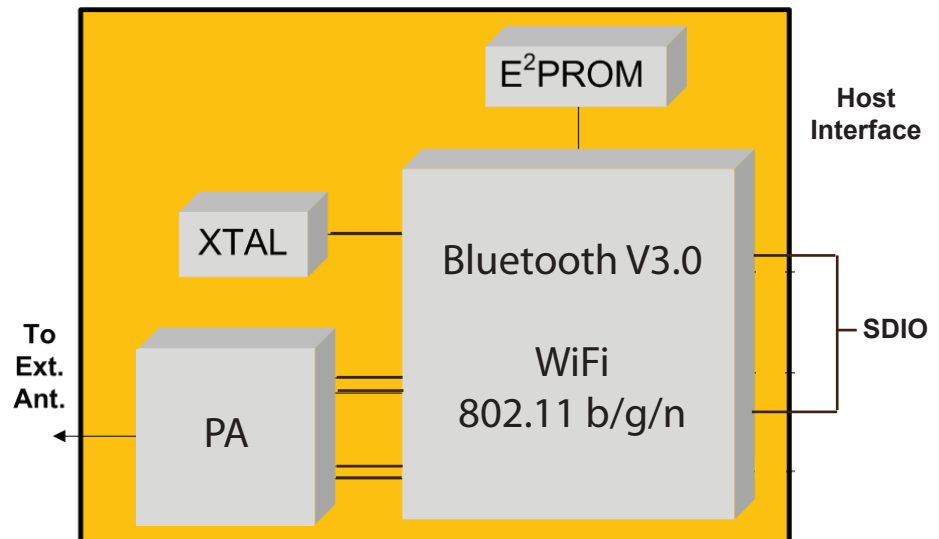 E²PROM
Host
Interface
XTAL
Bluetooth V3.0
To
Ext.
Ant.
SDIO
WiFi
802.11 b/g/n
PA